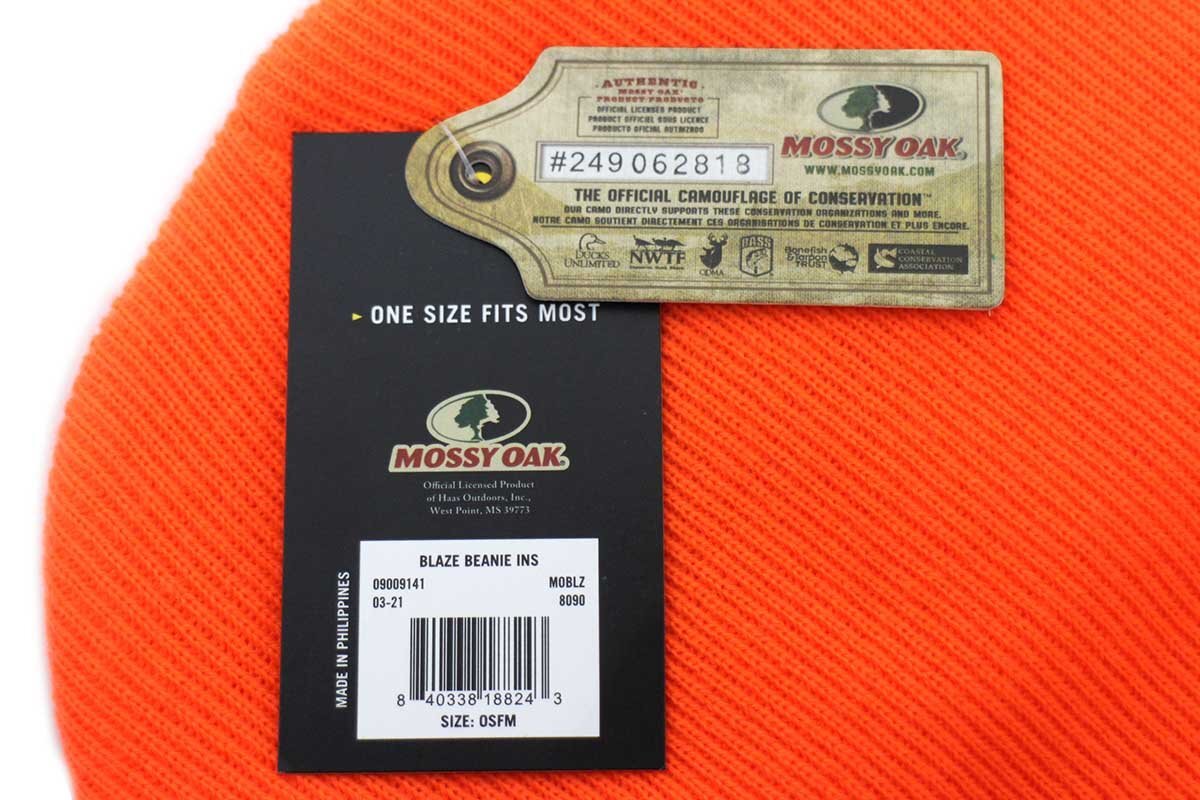 AUTHENTIC
MOSSY OAK®
PRODUCT/PRODUCTO
OFFICIAL LICENSED PRODUCT
PRODUCT OFICIAL SOUS LICENCE
PRODUCTO OFICIAL AUTRIZADO
MOSSY OAK®
WWW.MOSSYOAK.COM
#249062818
THE OFFICIAL CAMOUFLAGE OF CONSERVATION™
OUR CAMO DIRECTLY SUPPORTS THESE CONSERVATION ORGANIZATIONS AND MORE.
NOTRE CAMO SOUTIENT DIRECTEMENT CES ORGANISATIONS DE CONSERVATION ET PLUS ENCORE.
DUCKS
UNLIMITED
NWTF
QDMA
BASS
Bonefish
& Tarpon
TRUST
COASTAL
CONSERVATION
ASSOCIATION
ONE SIZE FITS MOST
MOSSY OAK®
Official Licensed Product
of Haas Outdoors, Inc.,
West Point, MS 39773
MADE IN PHILIPPINES
BLAZE BEANIE INS
09009141 MOBLZ
03-21 8090
8 40338 18824 3
SIZE: OSFM